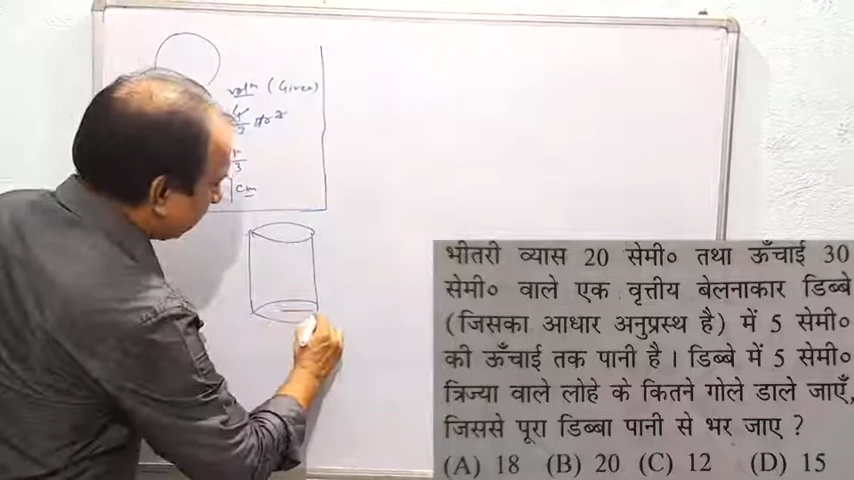 volm (Given)
cm
भीतरी व्यास 20 सेमी० तथा ऊँचाई 30
सेमी० वाले एक वृत्तीय बेलनाकार डिब्बे
(जिसका आधार अनुप्रस्थ है) में 5 सेमी०
की ऊँचाई तक पानी है। डिब्बे में 5 सेमी०
त्रिज्या वाले लोहे के कितने गोले डाले जाएँ,
जिससे पूरा डिब्बा पानी से भर जाए ?
(A) 18 (B) 20 (C) 12 (D) 15